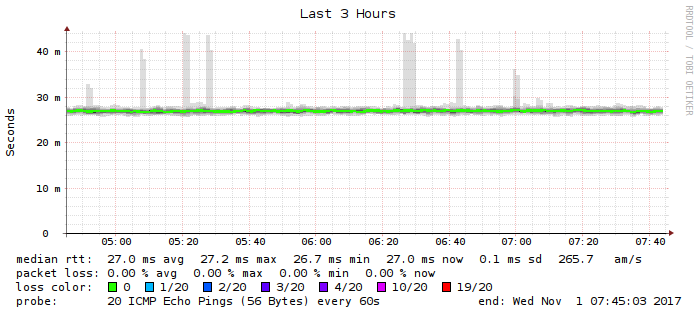 Last 3 Hours
RRDTOOL / TOBI OETIKER
Seconds
40 m
30 m
20 m
10 m
0
05:00 05:20 05:40 06:00 06:20 06:40 07:00 07:20 07:40
median rtt: 27.0 ms avg 27.2 ms max 26.7 ms min 27.0 ms now 0.1 ms sd 265.7 am/s
packet loss: 0.00 % avg 0.00 % max 0.00 % min 0.00 % now
loss color: 0 1/20 2/20 3/20 4/20 10/20 19/20
probe: 20 ICMP Echo Pings (56 Bytes) every 60s end: Wed Nov 1 07:45:03 2017